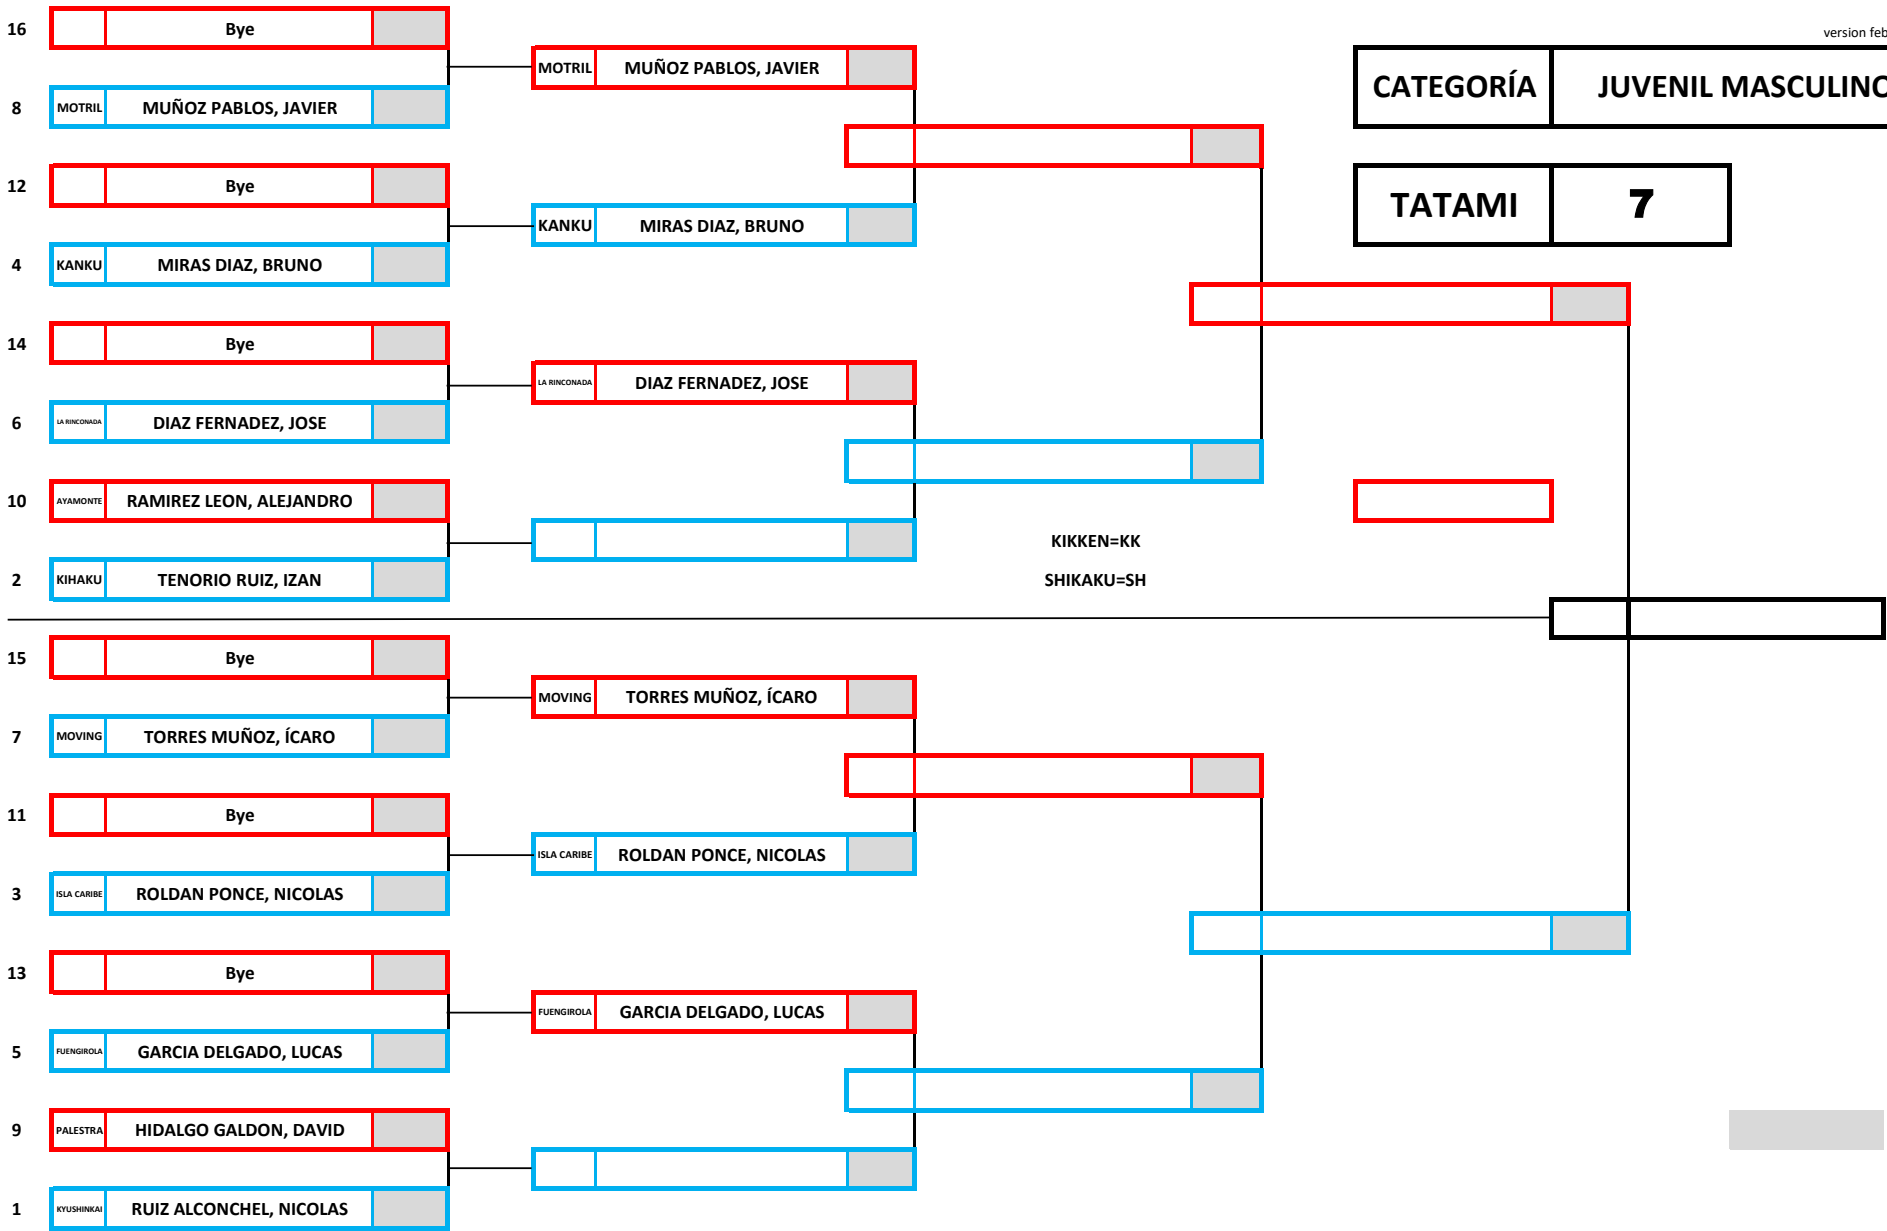 version feb
CATEGORÍA JUVENIL MASCULINO
TATAMI 7
16 Bye
MOTRIL MUÑOZ PABLOS, JAVIER
8 MOTRIL MUÑOZ PABLOS, JAVIER
12 Bye
KANKU MIRAS DIAZ, BRUNO
4 KANKU MIRAS DIAZ, BRUNO
14 Bye
LA RINCONADA DIAZ FERNADEZ, JOSE
6 LA RINCONADA DIAZ FERNADEZ, JOSE
10 AYAMONTE RAMIREZ LEON, ALEJANDRO
KIKKEN=KK
2 KIHAKU TENORIO RUIZ, IZAN
SHIKAKU=SH
15 Bye
MOVING TORRES MUÑOZ, ÍCARO
7 MOVING TORRES MUÑOZ, ÍCARO
11 Bye
ISLA CARIBE ROLDAN PONCE, NICOLAS
3 ISLA CARIBE ROLDAN PONCE, NICOLAS
13 Bye
FUENGIROLA GARCIA DELGADO, LUCAS
5 FUENGIROLA GARCIA DELGADO, LUCAS
9 PALESTRA HIDALGO GALDON, DAVID
1 KYUSHINKAI RUIZ ALCONCHEL, NICOLAS